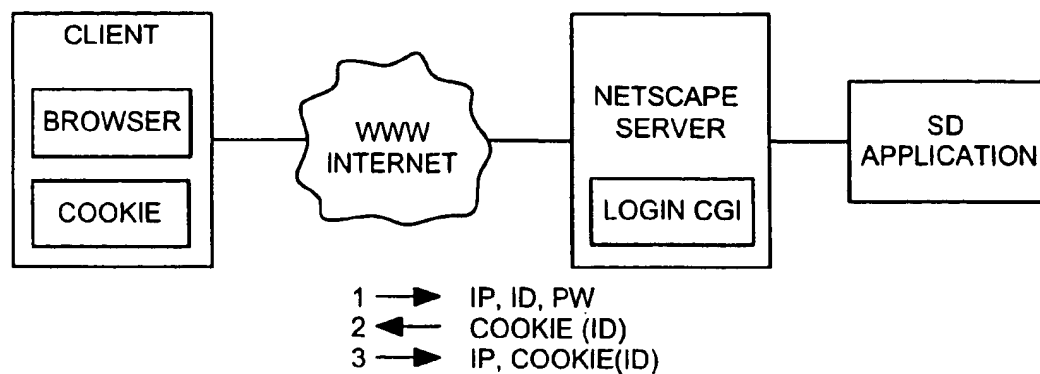 CLIENT
BROWSER
COOKIE
WWW
INTERNET
NETSCAPE
SERVER
LOGIN CGI
SD
APPLICATION
1 → IP, ID, PW
2 ← COOKIE (ID)
3 → IP, COOKIE(ID)